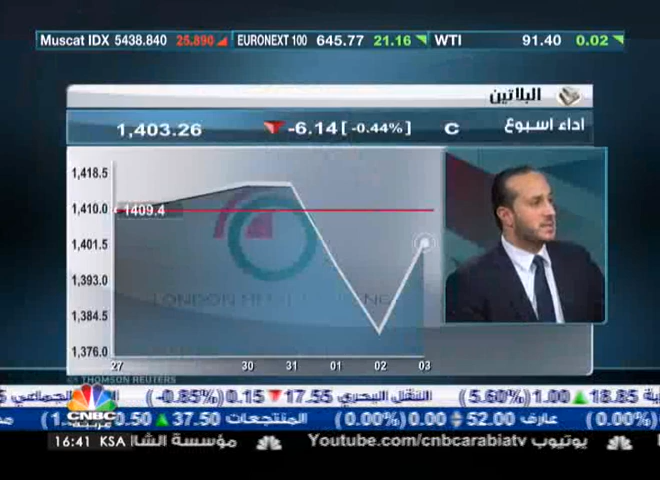 Muscat IDX 5438.840 25.890 EURONEXT 100 645.77 21.16 WTI 91.40 0.02
البلاتين
اداء اسبوع C -6.14 [ -0.44%] 1,403.26
1,418.5
1,410.0
1409.4
1,401.5
1,393.0
1,384.5
1,376.0
27 30 31 01 02 03
THOMSON REUTERS
18.85 1.00 (5.60%) النقل البحري 17.55 0.15 (-0.85%)
(0.00%) عارف 52.00 0.00 (0.00%) المنتجعات 37.50
CNBC
عربية
16:41 KSA يوتيوب Youtube.com/cnbcarabiatv مؤسسة